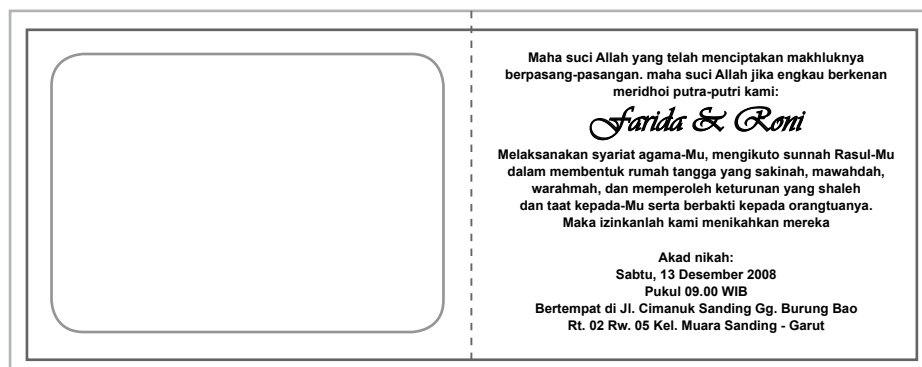 Maha suci Allah yang telah menciptakan makhluknya
berpasang-pasangan. maha suci Allah jika engkau berkenan
meridhoi putra-putri kami:
Farida & Roni
Melaksanakan syariat agama-Mu, mengikuto sunnah Rasul-Mu
dalam membentuk rumah tangga yang sakinah, mawahdah,
warahmah, dan memperoleh keturunan yang shaleh
dan taat kepada-Mu serta berbakti kepada orangtuanya.
Maka izinkanlah kami menikahkan mereka
Akad nikah:
Sabtu, 13 Desember 2008
Pukul 09.00 WIB
Bertempat di Jl. Cimanuk Sanding Gg. Burung Bao
Rt. 02 Rw. 05 Kel. Muara Sanding - Garut